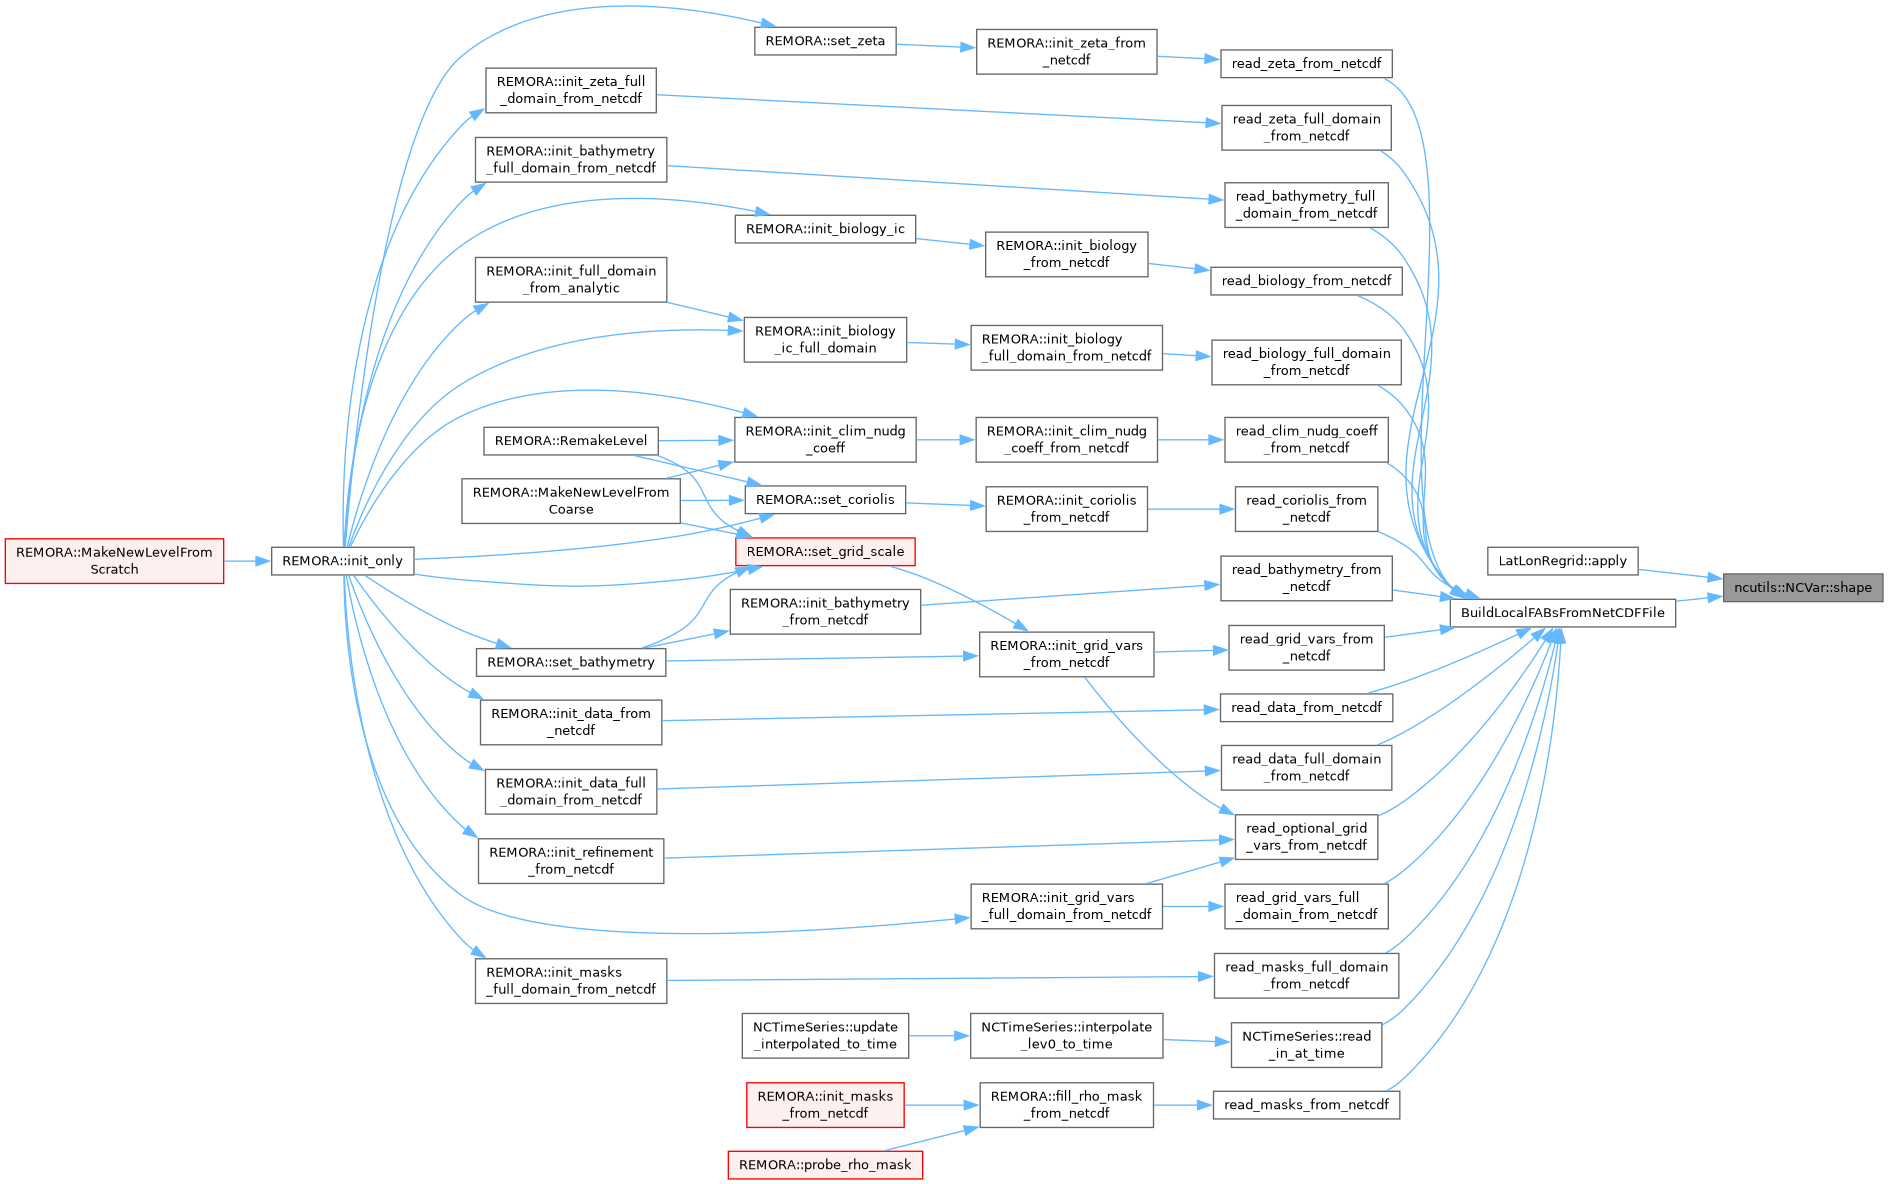 REMORA::set_zeta
REMORA::init_zeta_from
_netcdf
read_zeta_from_netcdf
REMORA::init_zeta_full
_domain_from_netcdf
read_zeta_full_domain
_from_netcdf
REMORA::init_bathymetry
_full_domain_from_netcdf
read_bathymetry_full
_domain_from_netcdf
REMORA::init_biology_ic
REMORA::init_biology
_from_netcdf
read_biology_from_netcdf
REMORA::init_full_domain
_from_analytic
REMORA::init_biology
_ic_full_domain
REMORA::init_biology
_full_domain_from_netcdf
read_biology_full_domain
_from_netcdf
REMORA::RemakeLevel
REMORA::init_clim_nudg
_coeff
REMORA::init_clim_nudg
_coeff_from_netcdf
read_clim_nudg_coeff
_from_netcdf
REMORA::MakeNewLevelFrom
Coarse
REMORA::set_coriolis
REMORA::init_coriolis
_from_netcdf
read_coriolis_from
_netcdf
REMORA::MakeNewLevelFrom
Scratch
REMORA::init_only
REMORA::set_grid_scale
LatLonRegrid::apply
ncutils::NCVar::shape
REMORA::init_bathymetry
_from_netcdf
read_bathymetry_from
_netcdf
BuildLocalFABsFromNetCDFFile
REMORA::set_bathymetry
REMORA::init_grid_vars
_from_netcdf
read_grid_vars_from
_netcdf
REMORA::init_data_from
_netcdf
read_data_from_netcdf
REMORA::init_data_full
_domain_from_netcdf
read_data_full_domain
_from_netcdf
REMORA::init_refinement
_from_netcdf
read_optional_grid
_vars_from_netcdf
REMORA::init_grid_vars
_full_domain_from_netcdf
read_grid_vars_full
_domain_from_netcdf
REMORA::init_masks
_full_domain_from_netcdf
read_masks_full_domain
_from_netcdf
NCTimeSeries::update
_interpolated_to_time
NCTimeSeries::interpolate
_lev0_to_time
NCTimeSeries::read
_in_at_time
REMORA::init_masks
_from_netcdf
REMORA::fill_rho_mask
_from_netcdf
read_masks_from_netcdf
REMORA::probe_rho_mask